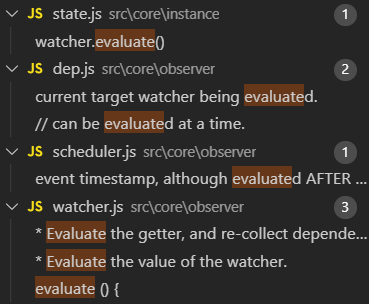 JS state.js src\core\instance 1
watcher.evaluate()
JS dep.js src\core\observer 2
current target watcher being evaluated.
// can be evaluated at a time.
JS scheduler.js src\core\observer 1
event timestamp, although evaluated AFTER ...
JS watcher.js src\core\observer 3
* Evaluate the getter, and re-collect depende...
* Evaluate the value of the watcher.
evaluate () {